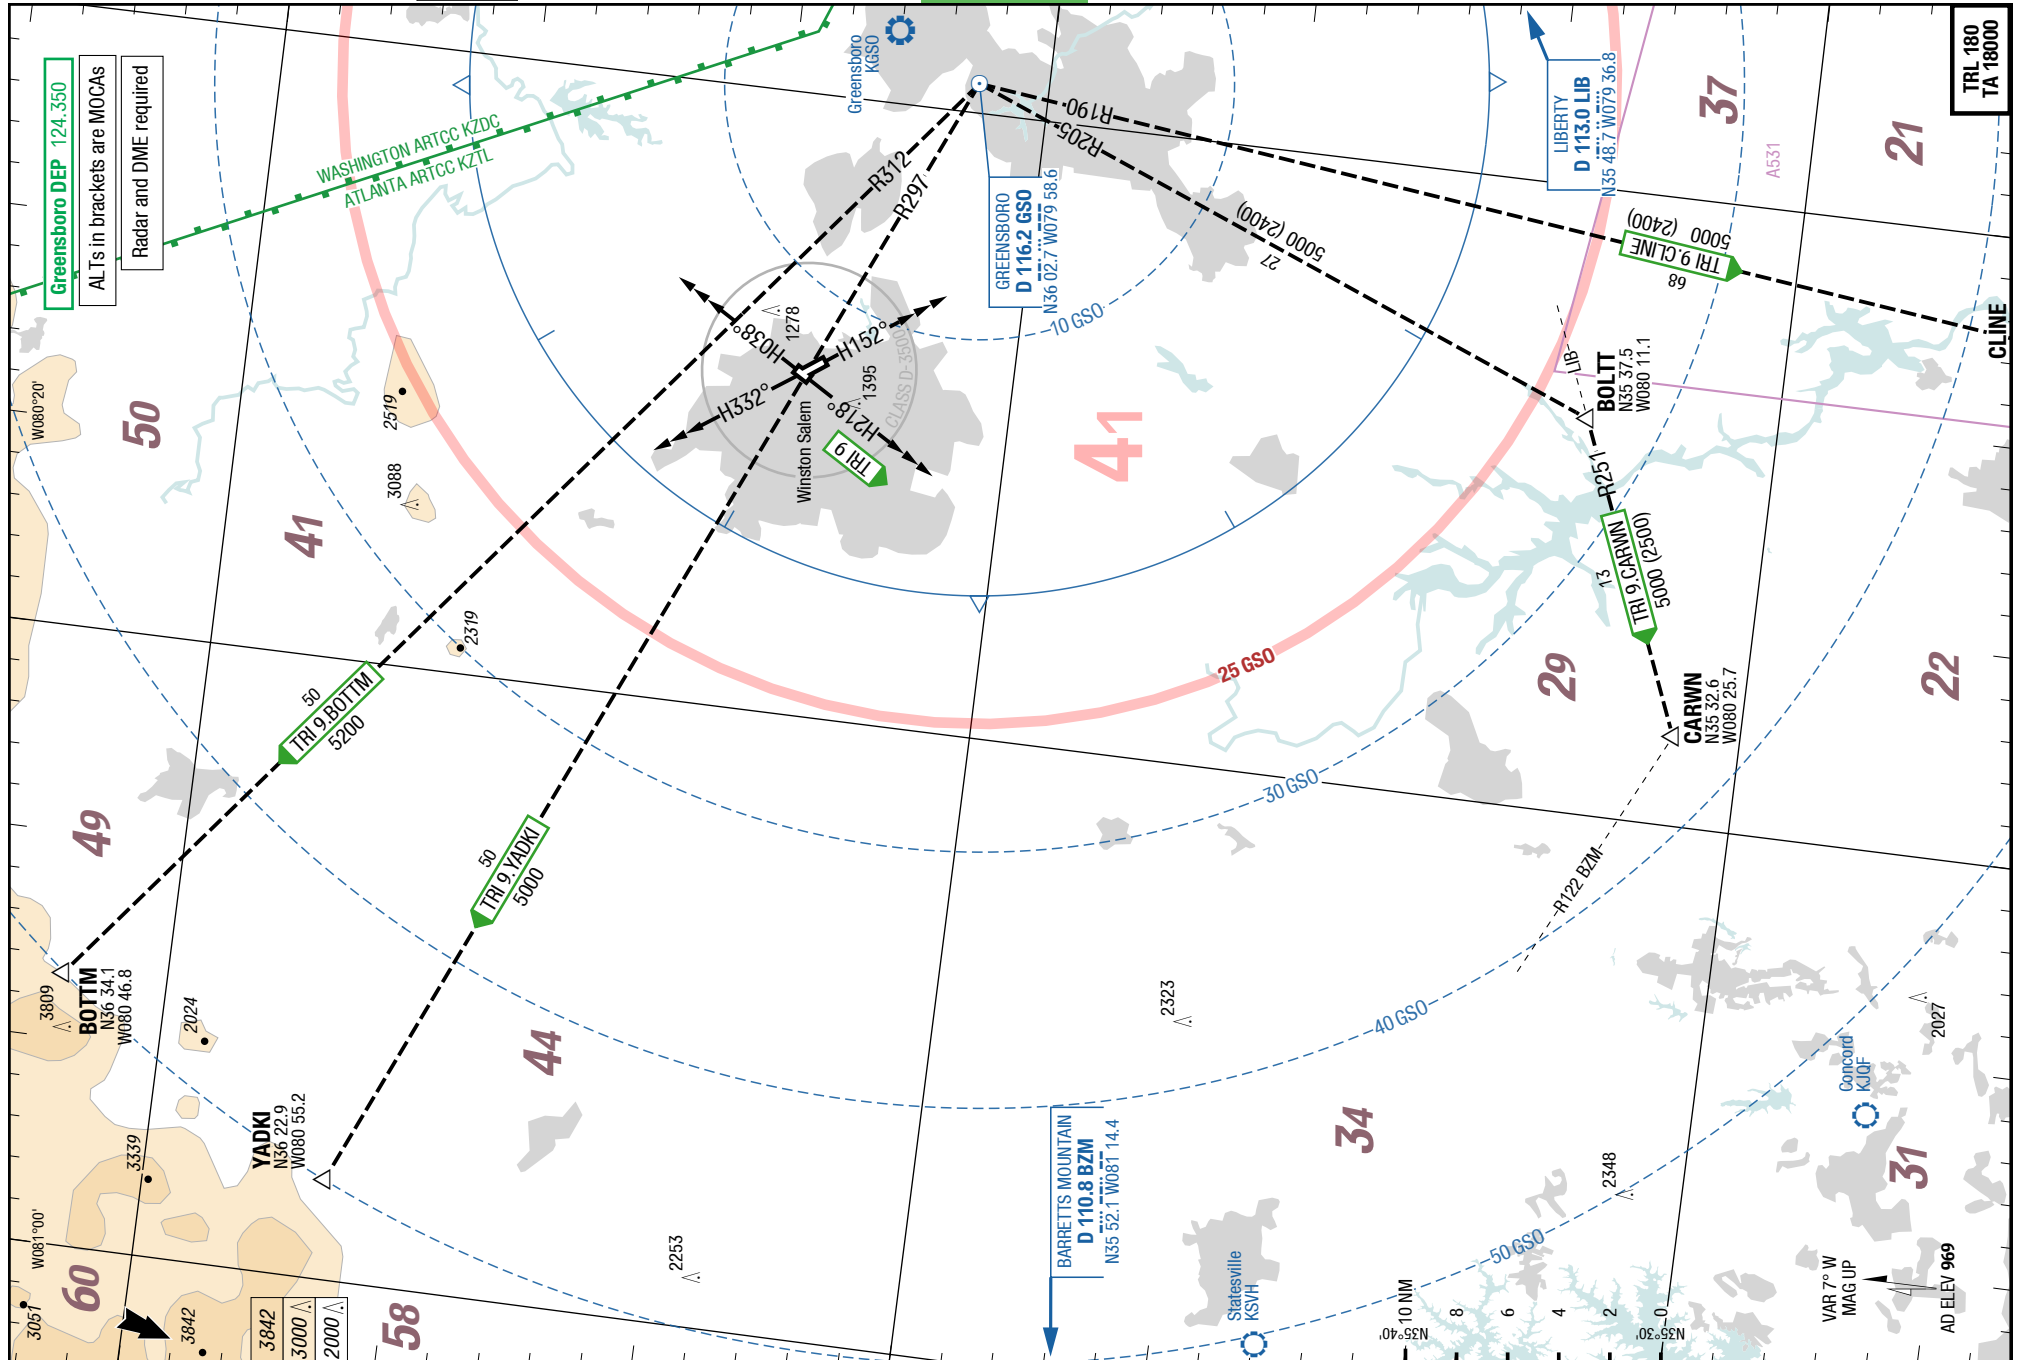 Greensboro DEP 124.350
ALTs in brackets are MOCAs
Radar and DME required
WASHINGTON ARTCC KZDC
ATLANTA ARTCC KZTL
Greensboro
KGSO
TRL 180
TA 18000
LIBERTY
D 113.0 LIB
N35 48.7 W079 36.8
GREENSBORO
D 116.2 GSO
N36 02.7 W079 58.6
R312
R297
R205
R190
A531
37
21
5000 (2400)
27
TRI 9.CLINE
5000 (2400)
68
CLINE
LIB
BOLTT
N35 37.5
W080 11.1
R251
13
TRI 9.CARWN
5000 (2500)
CARWN
N35 32.6
W080 25.7
R122 BZM
10 GSO
25 GSO
30 GSO
40 GSO
50 GSO
H038°
H152°
H332°
H218°
1278
1395
CLASS D-3500
Winston Salem
TRI 9
W080°20'
50
2519
3088
41
41
2319
50
TRI 9.BOTTM
5200
49
50
TRI 9.YADKI
5000
29
22
3809
BOTTM
N36 34.1
W080 46.8
2024
44
2323
YADKI
N36 22.9
W080 55.2
3339
W081°00'
60
3051
3842
3842
3000
2000
58
2253
BARRETTS MOUNTAIN
D 110.8 BZM
N35 52.1 W081 14.4
34
2348
Statesville
KSVH
Concord
KJQF
2027
31
10 NM
8
6
4
2
0
N35°40'
N35°30'
VAR 7° W
MAG UP
AD ELEV 969